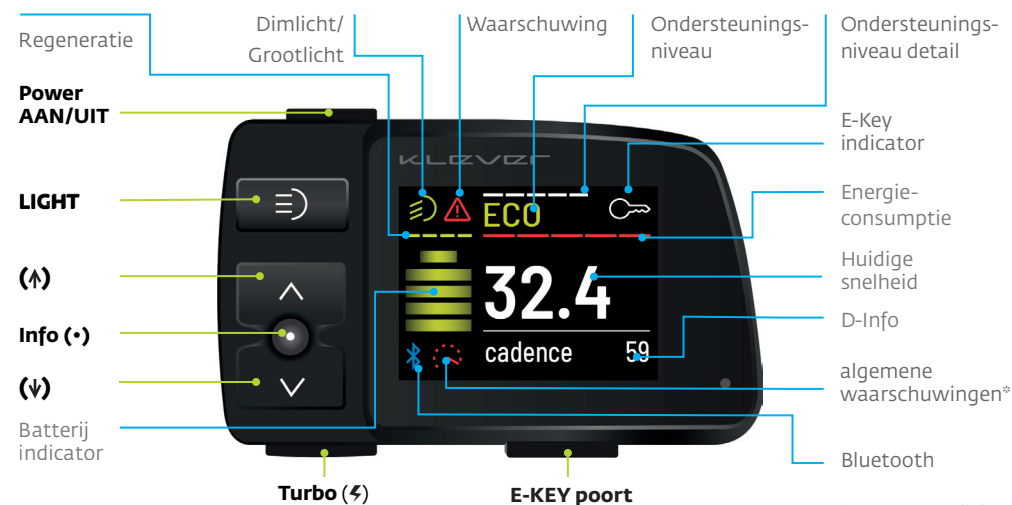 Regeneratie
Dimlicht/
Grootlicht
Waarschuwing
Ondersteunings-
niveau
Ondersteunings-
niveau detail
Power
AAN/UIT
E-Key
indicator
KLEVER
LIGHT
ECO
Energie-
consumptie
(↑)
32.4
Huidige
snelheid
Info (•)
cadence 59
D-Info
(↓)
algemene
waarschuwingen*
Batterij
indicator
Bluetooth
Turbo (⚡)
E-KEY poort